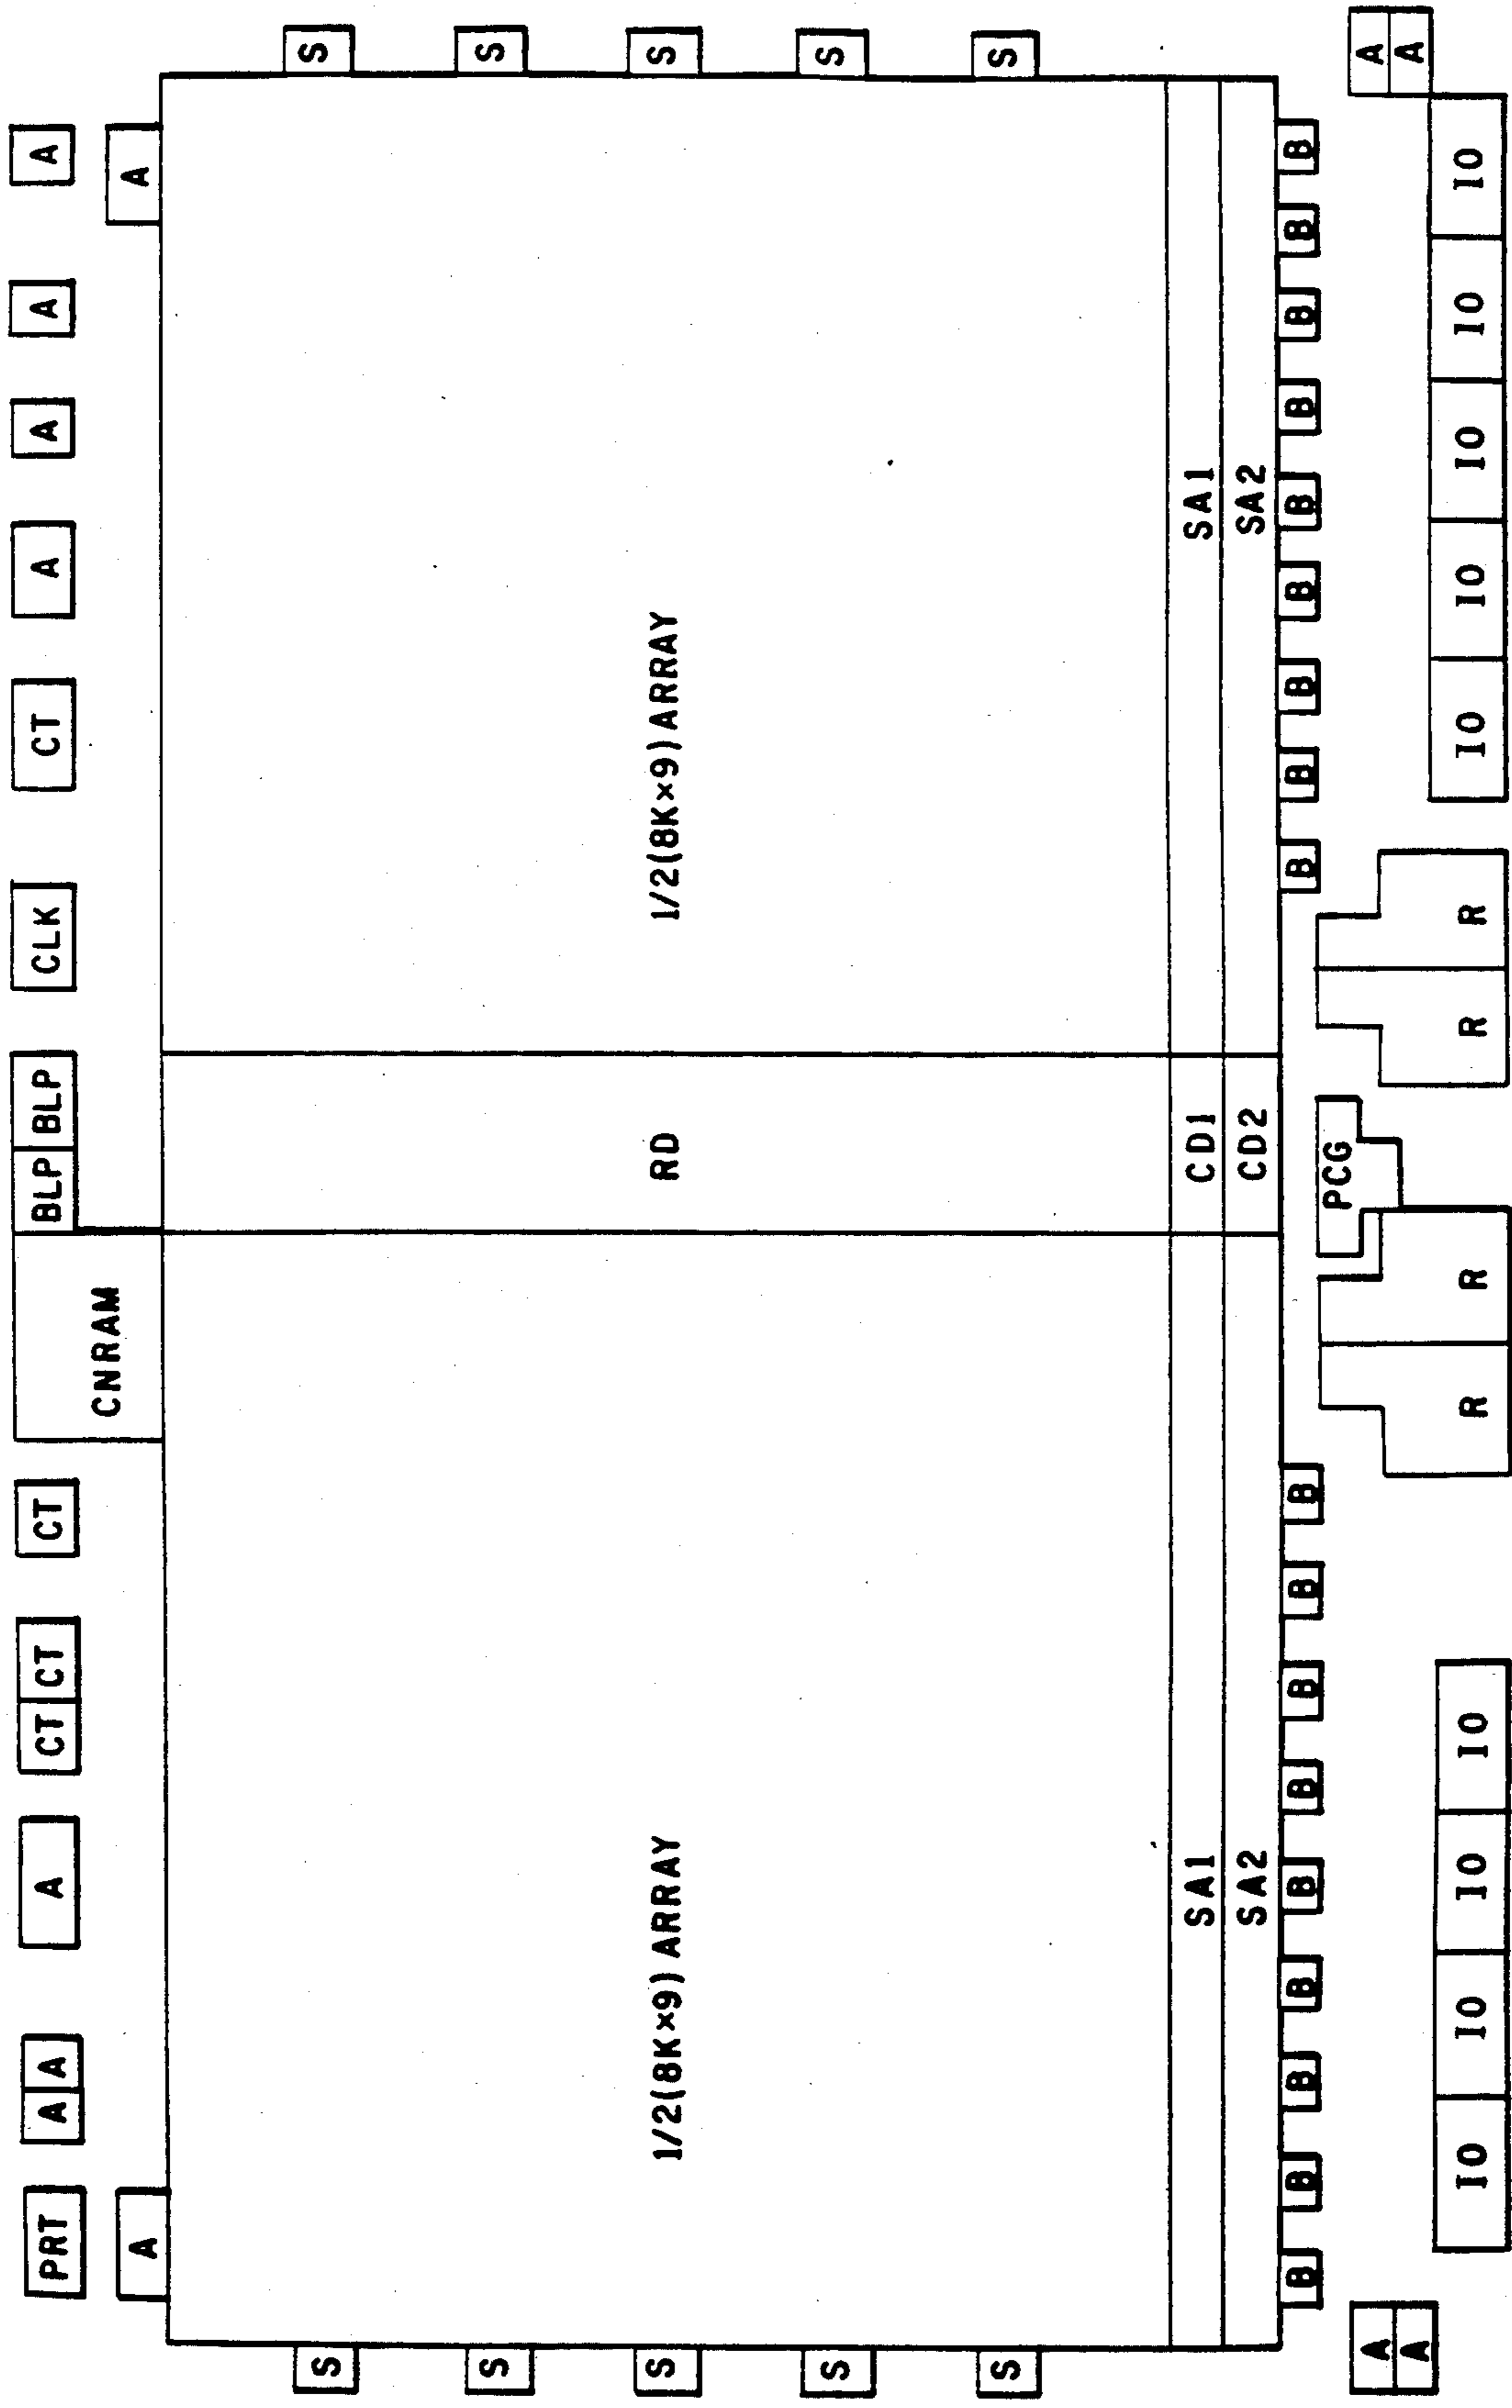 PRT A A A CT CT CT BLP BLP CLK CT A A A A
A CNRAM A
S S
S S
S 1/2(8K×9)ARRAY RD 1/2(8K×9)ARRAY S
S S
S S
SA1 CD1 SA1
SA2 CD2 SA2
B B B B B B B B B B B B B B B B B B
PCG
A A
A A
IO IO IO IO R R R R IO IO IO IO IO